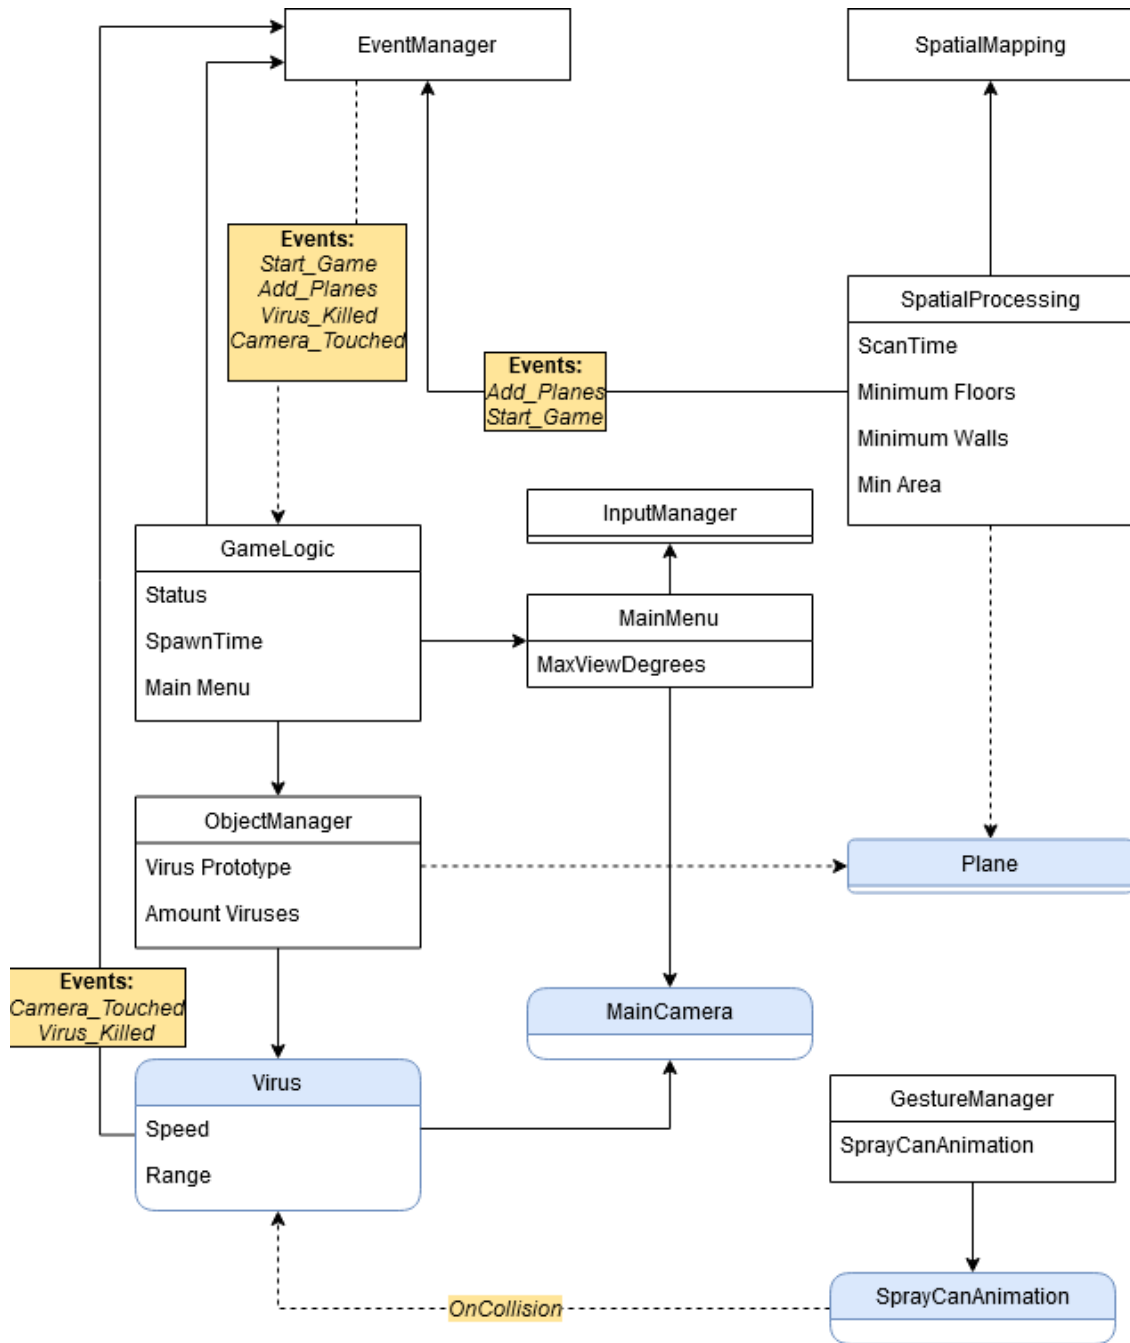 EventManager
SpatialMapping
Events:
Start_Game
Add_Planes
Virus_Killed
Camera_Touched
SpatialProcessing
ScanTime
Minimum Floors
Minimum Walls
Min Area
Events:
Add_Planes
Start_Game
InputManager
GameLogic
Status
SpawnTime
Main Menu
MainMenu
MaxViewDegrees
ObjectManager
Virus Prototype
Amount Viruses
Plane
Events:
Camera_Touched
Virus_Killed
MainCamera
Virus
Speed
Range
GestureManager
SprayCanAnimation
OnCollision
SprayCanAnimation